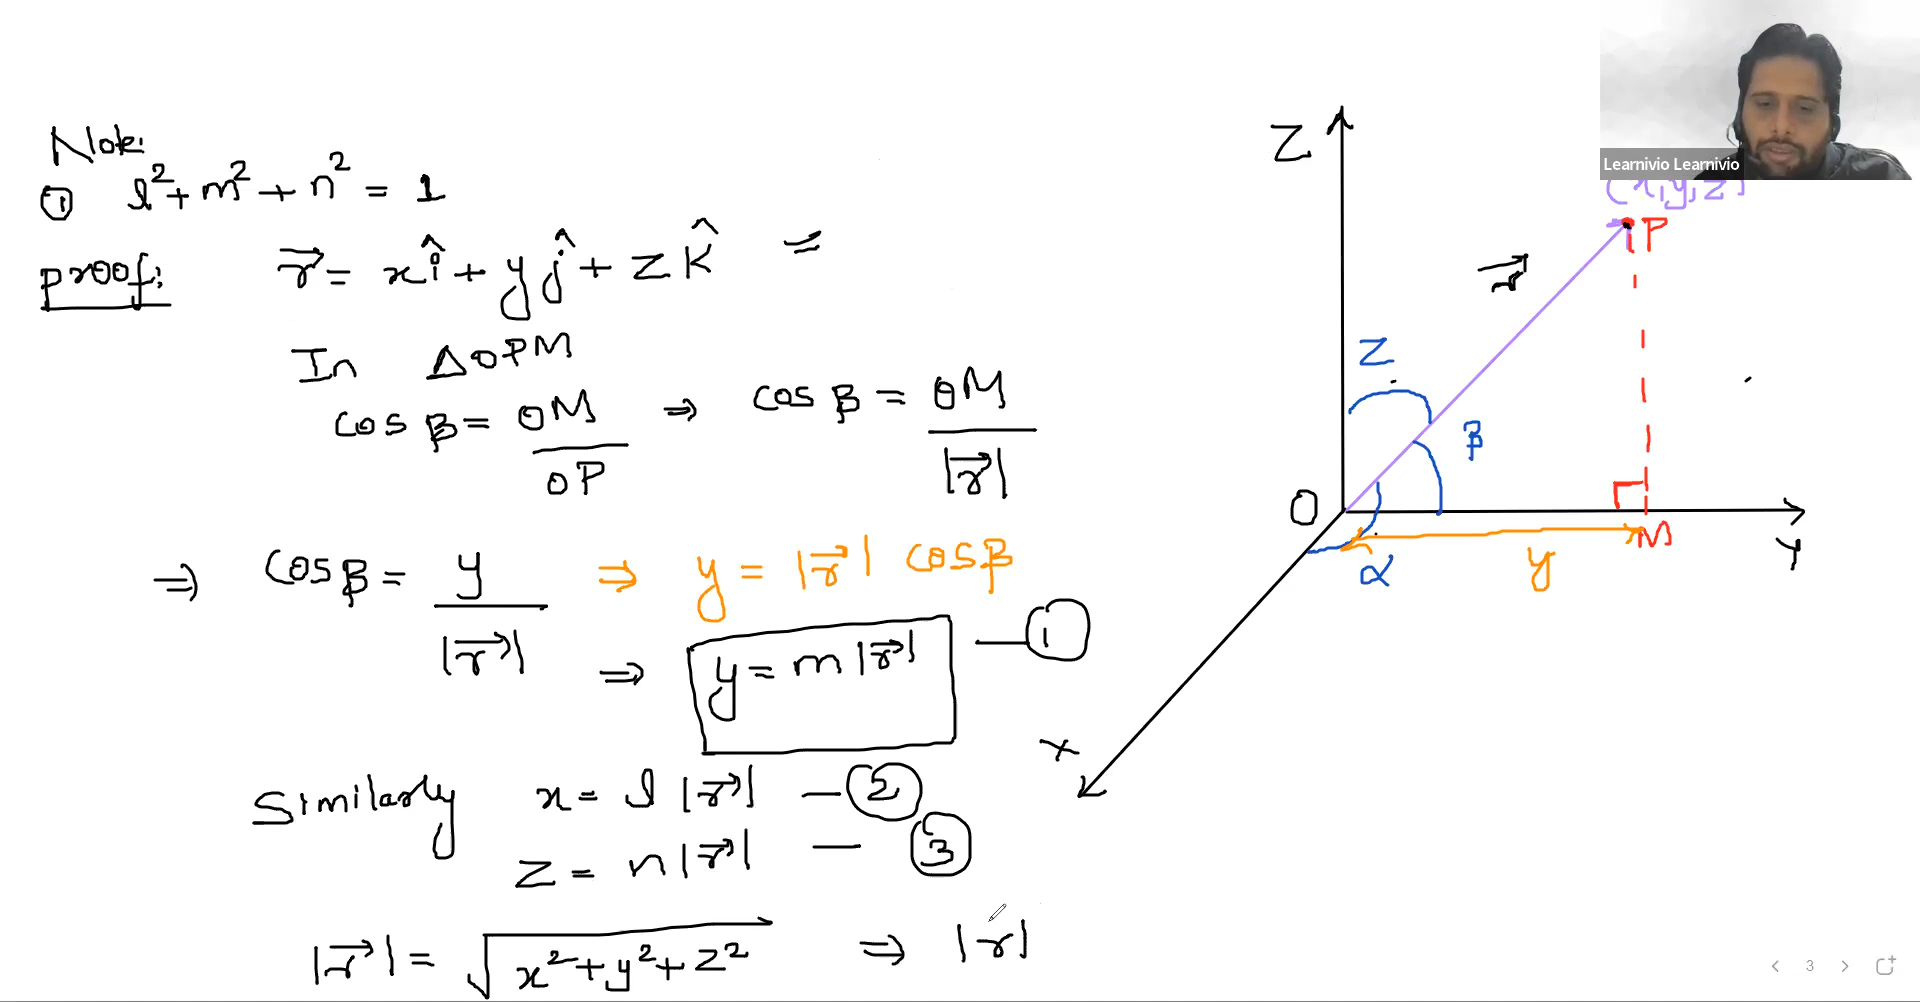 Note:
① l² + m² + n² = 1
proof: r⃗ = xî + yĵ + zk̂ =
In ΔOPM
cos β = OM/OP ⇒ cos β = OM/|r⃗|
⇒ cos β = y/|r⃗| ⇒ y = |r⃗| cos β
⇒ y = m|r⃗| — ①
Similarly x = l|r⃗| — ②
z = n|r⃗| — ③
|r⃗| = √x² + y² + z² ⇒ |r|
Learnivio Learnivio
(x, y, z)
Z
P
r⃗
Z
β
O
M
Y
α
y
X
3